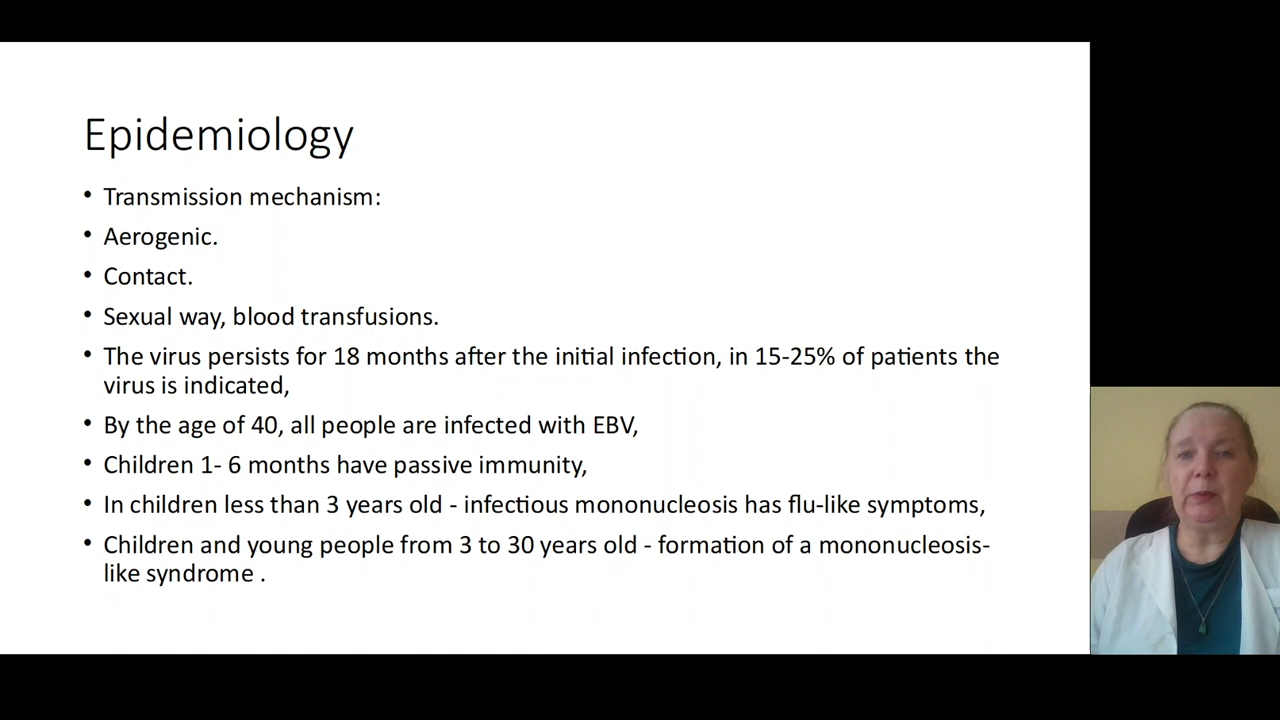 Epidemiology
• Transmission mechanism:
• Aerogenic.
• Contact.
• Sexual way, blood transfusions.
• The virus persists for 18 months after the initial infection, in 15-25% of patients the
virus is indicated,
• By the age of 40, all people are infected with EBV,
• Children 1- 6 months have passive immunity,
• In children less than 3 years old - infectious mononucleosis has flu-like symptoms,
• Children and young people from 3 to 30 years old - formation of a mononucleosis-
like syndrome .